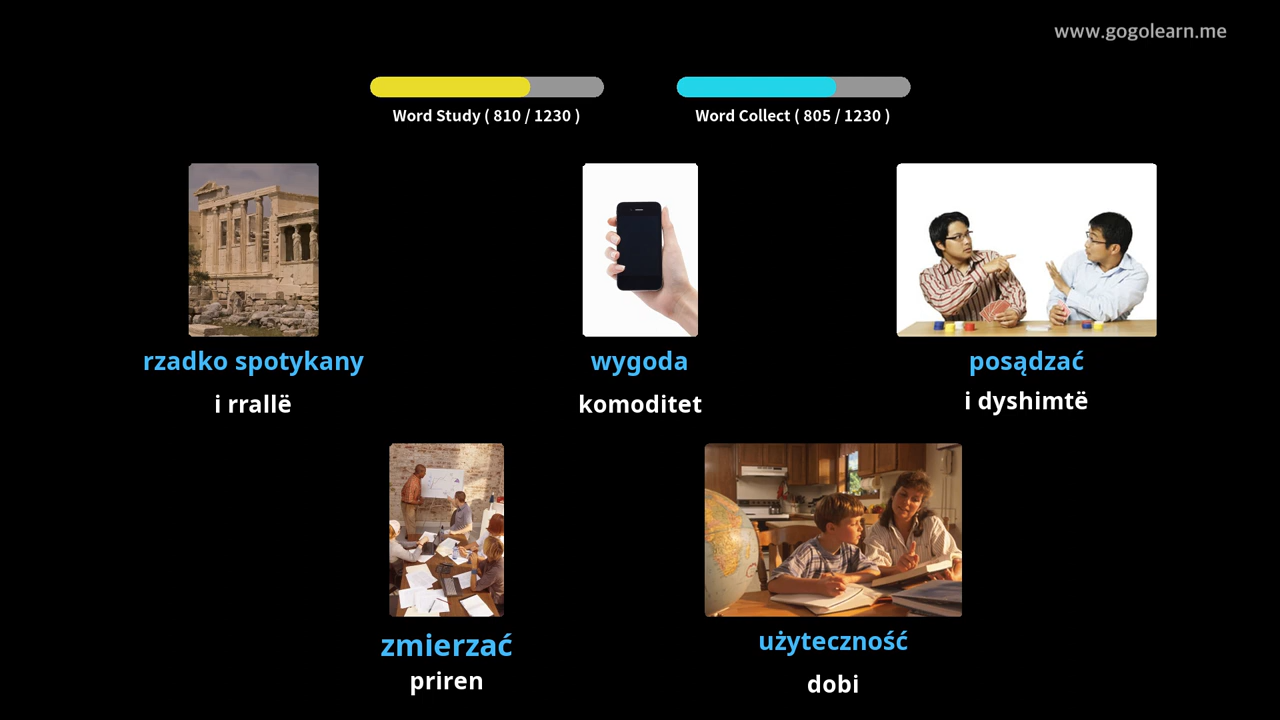 www.gogolearn.me
Word Study ( 810 / 1230 )
Word Collect ( 805 / 1230 )
rzadko spotykany
i rrallë
wygoda
komoditet
posądzać
i dyshimtë
zmierzać
priren
użyteczność
dobi